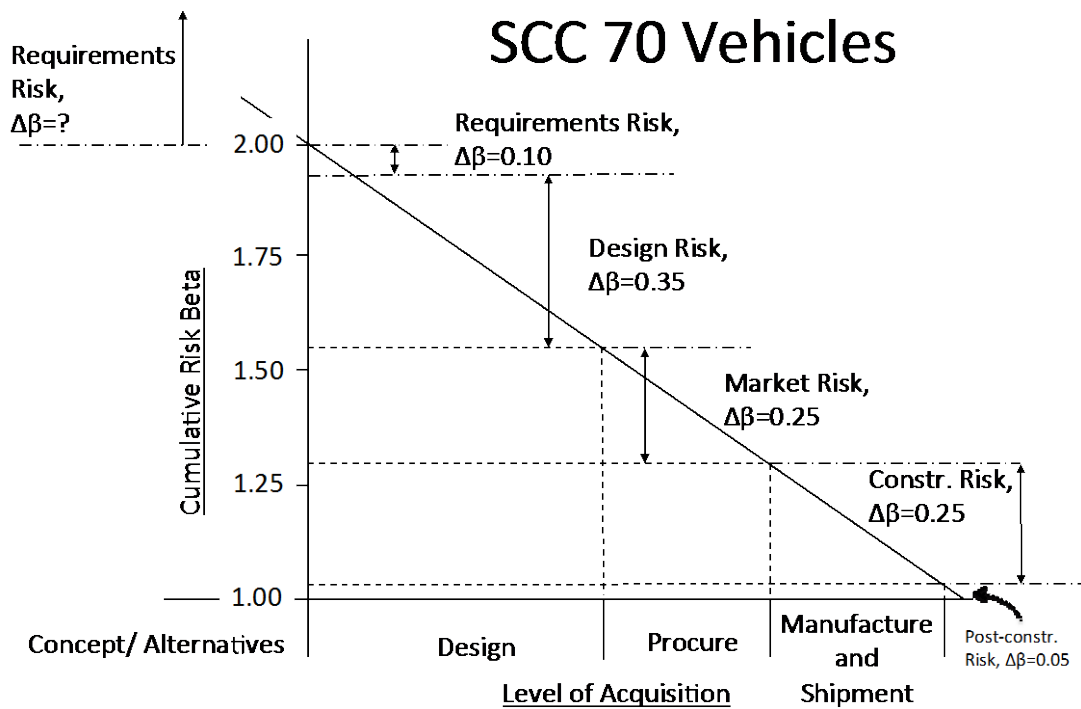 SCC 70 Vehicles
Requirements
Risk,
Δβ=?
Requirements Risk,
Δβ=0.10
2.00
Design Risk,
Δβ=0.35
1.75
Cumulative Risk Beta
1.50
Market Risk,
Δβ=0.25
1.25
Constr. Risk,
Δβ=0.25
1.00
Concept/ Alternatives
Design
Procure
Manufacture
and
Shipment
Post-constr.
Risk, Δβ=0.05
Level of Acquisition